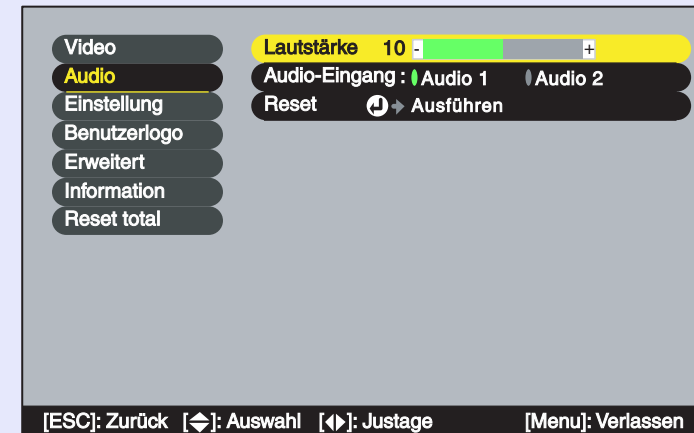 Video
Audio
Einstellung
Benutzerlogo
Erweitert
Information
Reset total
Lautstärke 10 - +
Audio-Eingang : Audio 1 Audio 2
Reset Ausführen
[ESC]: Zurück [◆]: Auswahl [◀▶]: Justage [Menu]: Verlassen